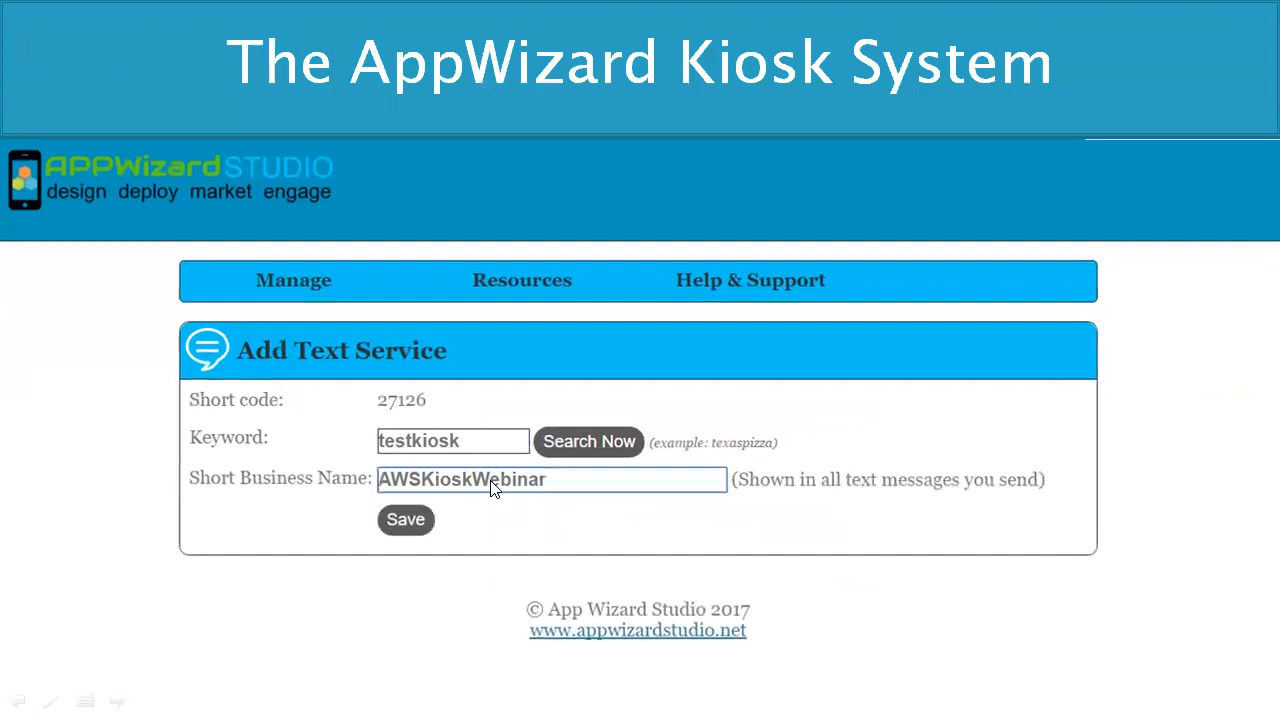 The AppWizard Kiosk System
APPWizardSTUDIO
design deploy market engage
Manage Resources Help & Support
Add Text Service
Short code: 27126
Keyword: testkiosk Search Now (example: texaspizza)
Short Business Name: AWSKioskWebinar (Shown in all text messages you send)
Save
© App Wizard Studio 2017
www.appwizardstudio.net